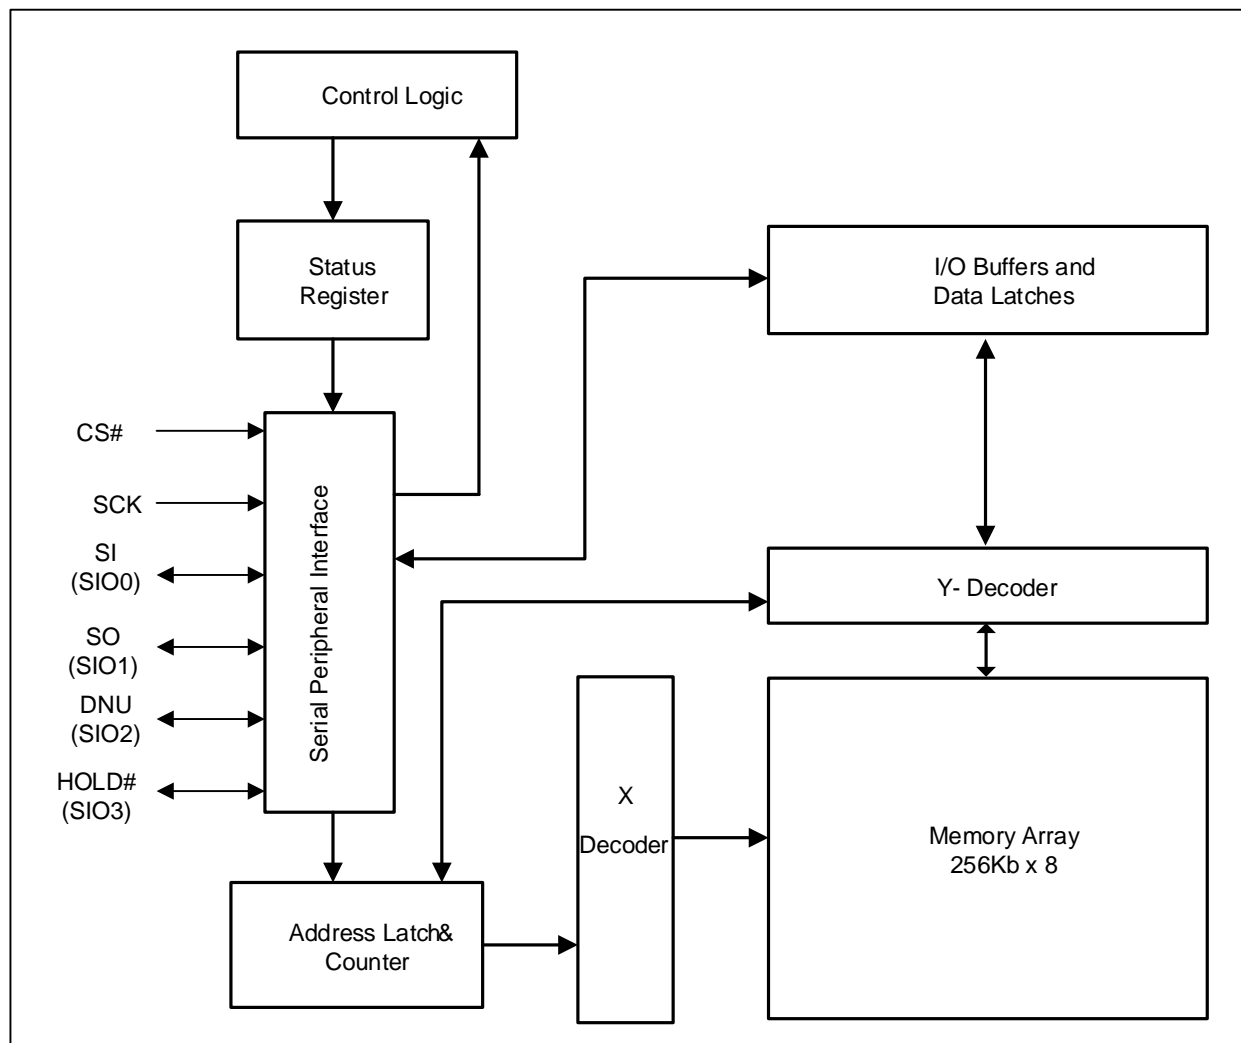 Control Logic
Status
Register
I/O Buffers and
Data Latches
CS#
SCK
SI
(SIO0)
SO
(SIO1)
DNU
(SIO2)
HOLD#
(SIO3)
Serial Peripheral Interface
Y- Decoder
X
Decoder
Memory Array
256Kb x 8
Address Latch&
Counter